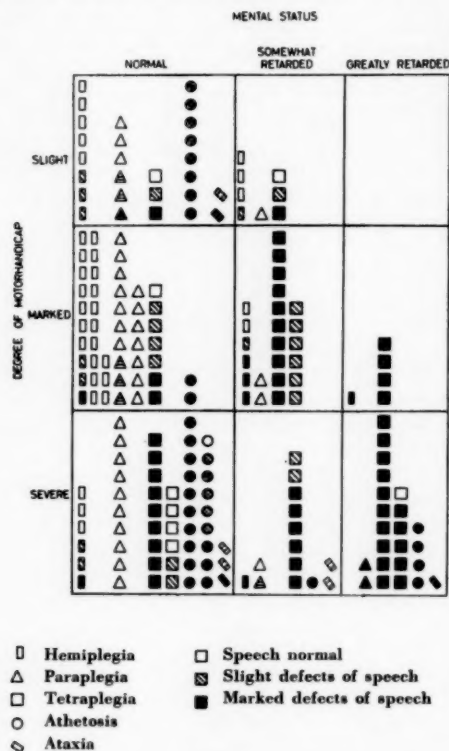 MENTAL STATUS
NORMAL
SOMEWHAT
RETARDED
GREATLY RETARDED
DEGREE OF MOTORHANDICAP
SLIGHT
MARKED
SEVERE
Hemiplegia
Paraplegia
Tetraplegia
Athetosis
Ataxia
Speech normal
Slight defects of speech
Marked defects of speech